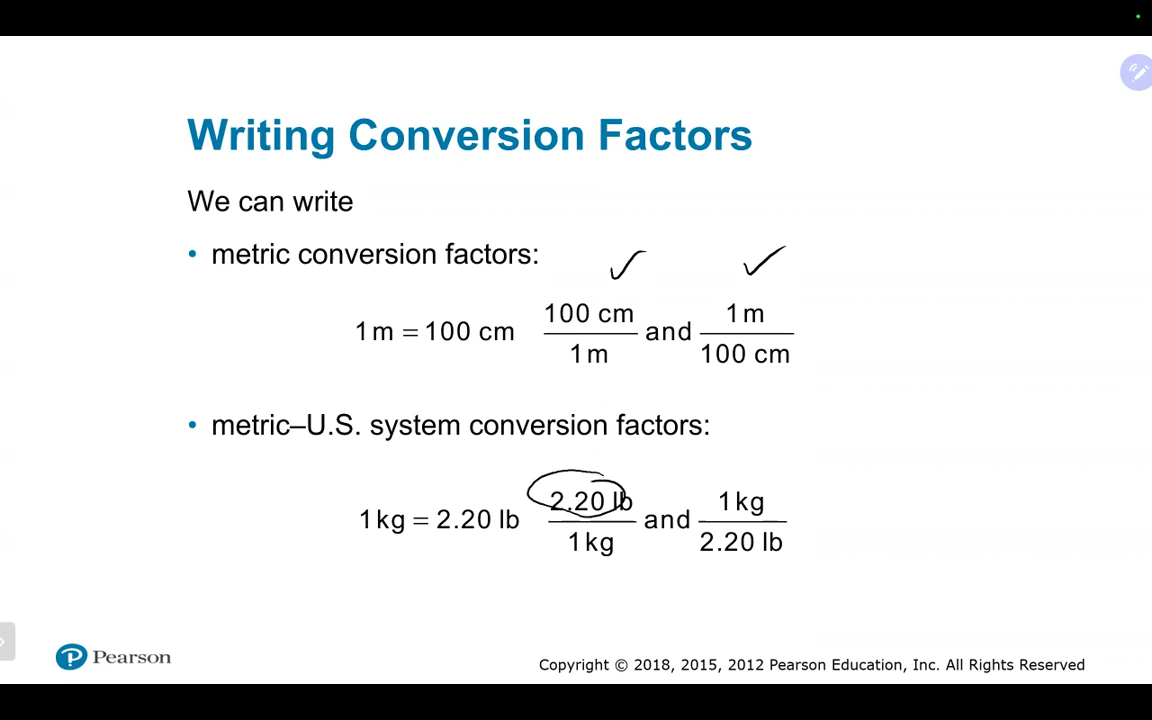 Writing Conversion Factors
We can write
• metric conversion factors:
1 m = 100 cm 100 cm / 1 m and 1 m / 100 cm
• metric–U.S. system conversion factors:
1 kg = 2.20 lb 2.20 lb / 1 kg and 1 kg / 2.20 lb
Pearson
Copyright © 2018, 2015, 2012 Pearson Education, Inc. All Rights Reserved